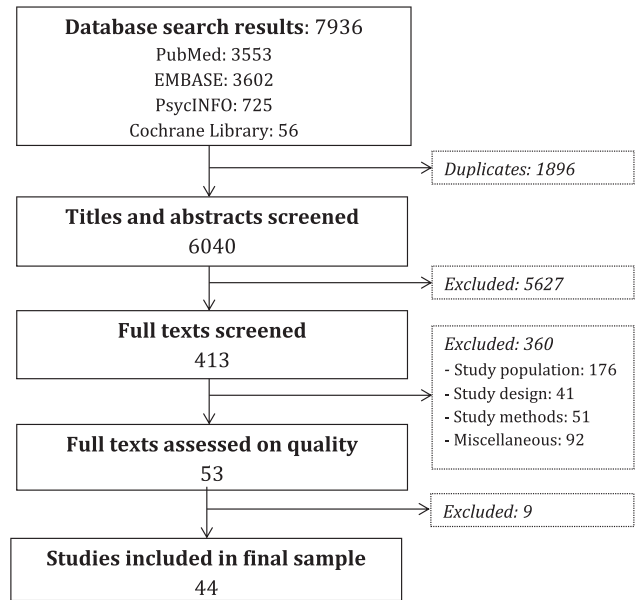 Database search results: 7936
PubMed: 3553
EMBASE: 3602
PsycINFO: 725
Cochrane Library: 56
Duplicates: 1896
Titles and abstracts screened
6040
Excluded: 5627
Full texts screened
413
Excluded: 360
- Study population: 176
- Study design: 41
- Study methods: 51
- Miscellaneous: 92
Full texts assessed on quality
53
Excluded: 9
Studies included in final sample
44